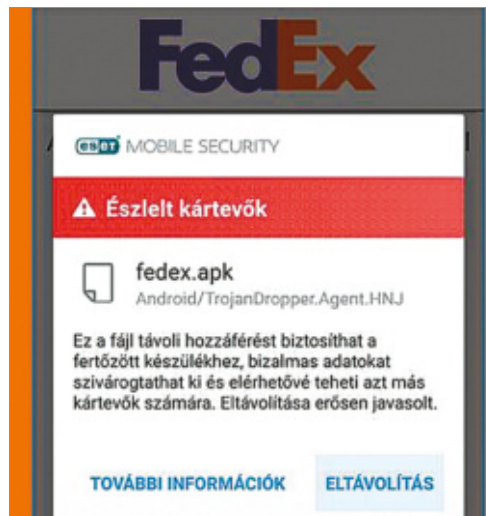 FedEx
eset MOBILE SECURITY
Észlelt kártevők
fedex.apk
Android/TrojanDropper.Agent.HNJ
Ez a fájl távoli hozzáférést biztosíthat a
fertőzött készülékhez, bizalmas adatokat
szivárogtathat ki és elérhetővé teheti azt más
kártevők számára. Eltávolítása erősen javasolt.
TOVÁBBI INFORMÁCIÓK ELTÁVOLÍTÁS